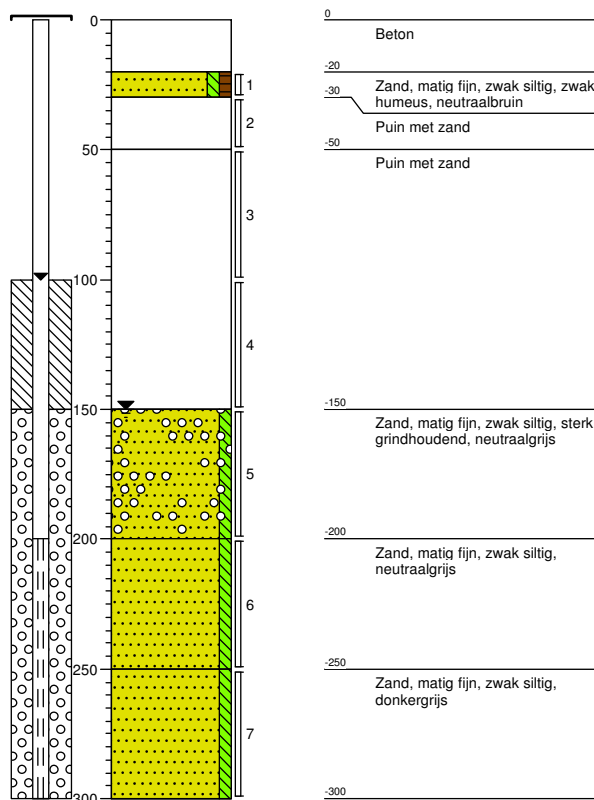 0
50
100
150
200
250
300
1
2
3
4
5
6
7
0
Beton
-20
Zand, matig fijn, zwak siltig, zwak
humeus, neutraalbruin
-30
Puin met zand
-50
Puin met zand
-150
Zand, matig fijn, zwak siltig, sterk
grindhoudend, neutraalgrijs
-200
Zand, matig fijn, zwak siltig,
neutraalgrijs
-250
Zand, matig fijn, zwak siltig,
donkergrijs
-300